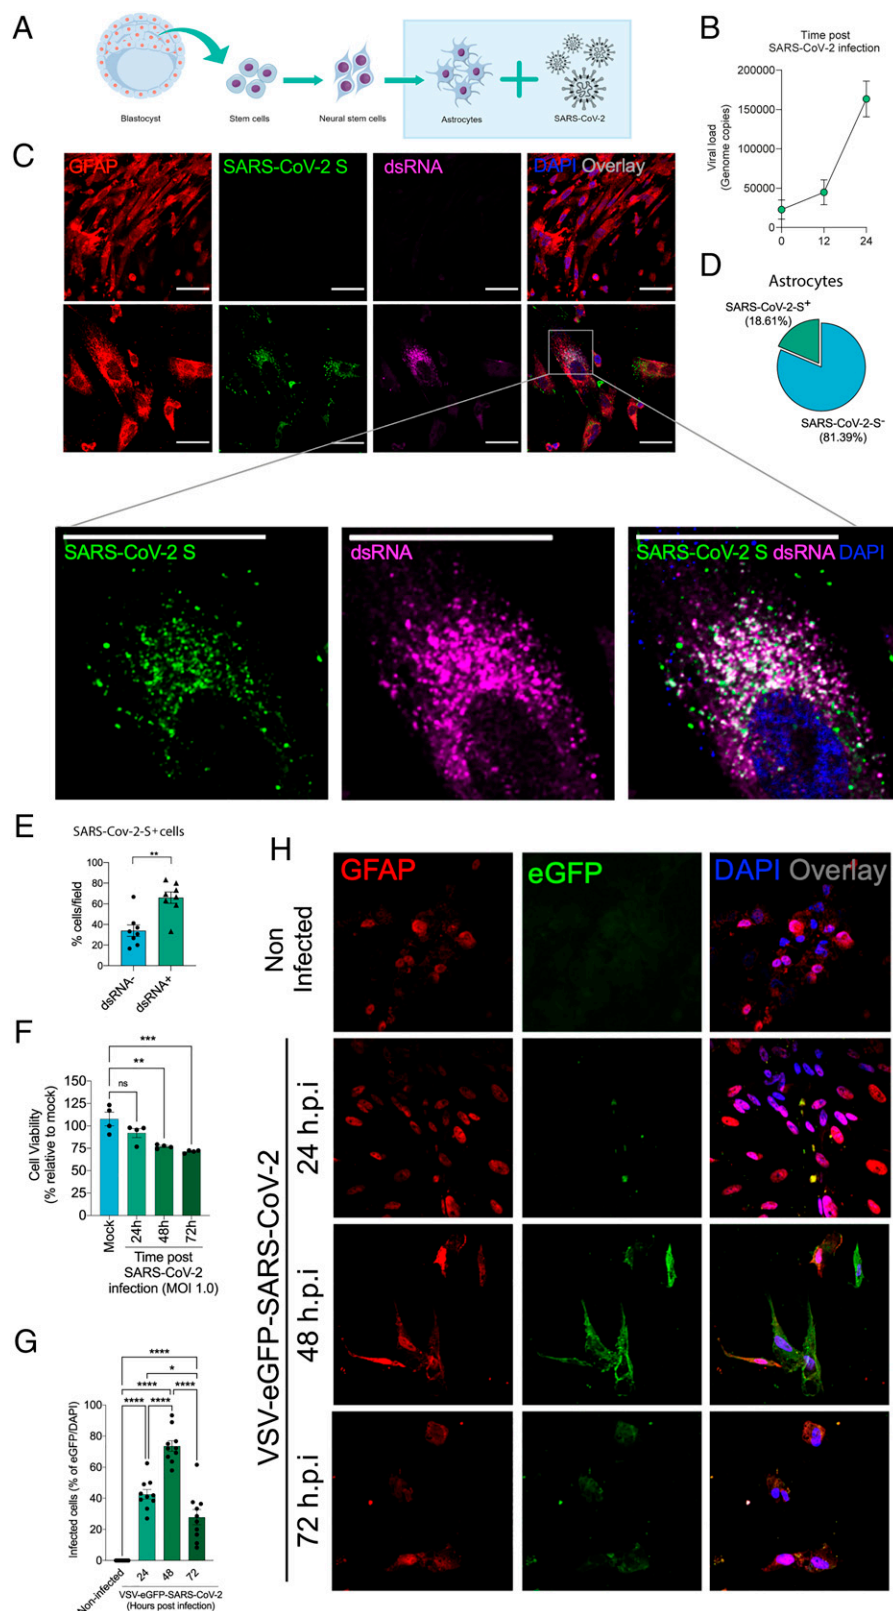 A
Blastocyst
Stem cells
Neural stem cells
Astrocytes
SARS-CoV-2
B
Time post
SARS-CoV-2 infection
Viral load
(Genome copies)
200000
150000
100000
50000
0
0 12 24
C
GFAP
SARS-CoV-2 S
dsRNA
DAPI Overlay
D
Astrocytes
SARS-CoV-2-S+
(18.61%)
SARS-CoV-2-S-
(81.39%)
SARS-CoV-2 S
dsRNA
SARS-CoV-2 S dsRNA DAPI
E
SARS-Cov-2-S+cells
**
% cells/field
100
80
60
40
20
0
dsRNA-
dsRNA+
F
***
**
ns
Cell Viability
(% relative to mock)
150
125
100
75
50
25
0
Mock
24h
48h
72h
Time post
SARS-CoV-2
infection (MOI 1.0)
G
****
*
**** ****
**** ****
Infected cells (% of eGFP/DAPI)
100
80
60
40
20
0
Non-infected
24
48
72
VSV-eGFP-SARS-CoV-2
(Hours post infection)
H
GFAP
eGFP
DAPI Overlay
Non
Infected
VSV-eGFP-SARS-CoV-2
24 h.p.i
48 h.p.i
72 h.p.i